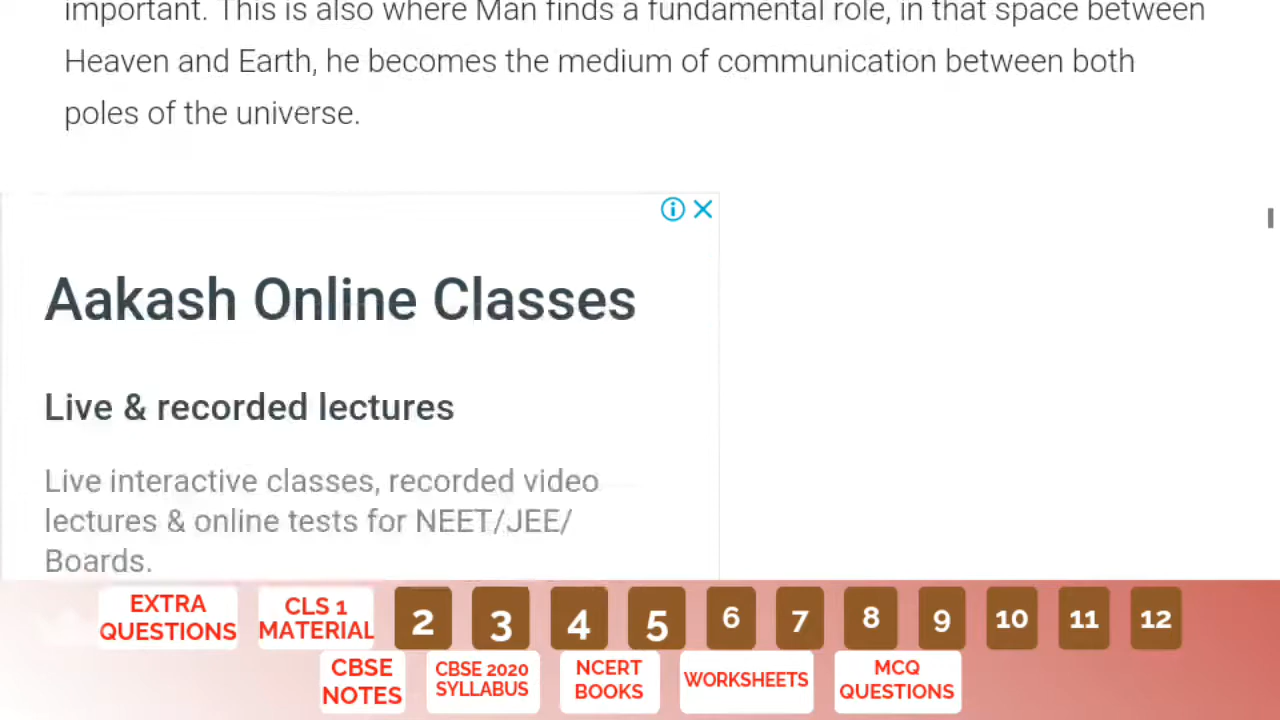 important. This is also where Man finds a fundamental role, in that space between
Heaven and Earth, he becomes the medium of communication between both
poles of the universe.
Aakash Online Classes
Live & recorded lectures
Live interactive classes, recorded video
lectures & online tests for NEET/JEE/
Boards.
EXTRA
QUESTIONS
CLS 1
MATERIAL
2
3
4
5
6
7
8
9
10
11
12
CBSE
NOTES
CBSE 2020
SYLLABUS
NCERT
BOOKS
WORKSHEETS
MCQ
QUESTIONS